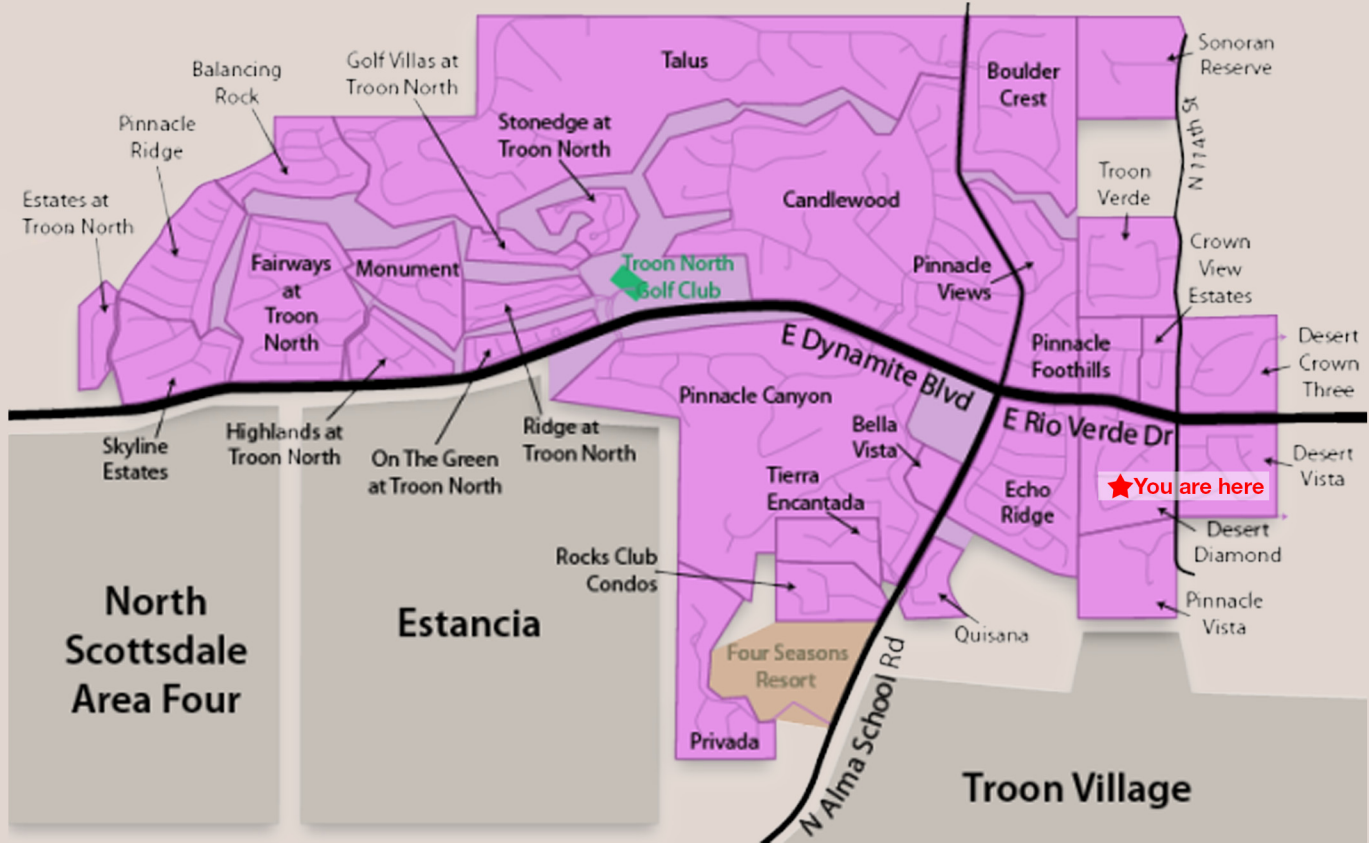 Talus
Golf Villas at
Troon North
Balancing
Rock
Boulder
Crest
Sonoran
Reserve
Pinnacle
Ridge
Stonedge at
Troon North
N 114th St
Troon
Verde
Estates at
Troon North
Candlewood
Fairways
at
Troon
North
Monument
Troon North
Golf Club
Pinnacle
Views
Crown
View
Estates
E Dynamite Blvd
Pinnacle
Foothills
Desert
Crown
Three
Pinnacle Canyon
Skyline
Estates
Highlands at
Troon North
On The Green
at Troon North
Ridge at
Troon North
Bella
Vista
E Rio Verde Dr
Desert
Vista
Tierra
Encantada
Echo
Ridge
You are here
Desert
Diamond
Rocks Club
Condos
Pinnacle
Vista
Quisana
North
Scottsdale
Area Four
Estancia
Four Seasons
Resort
N Alma School Rd
Privada
Troon Village